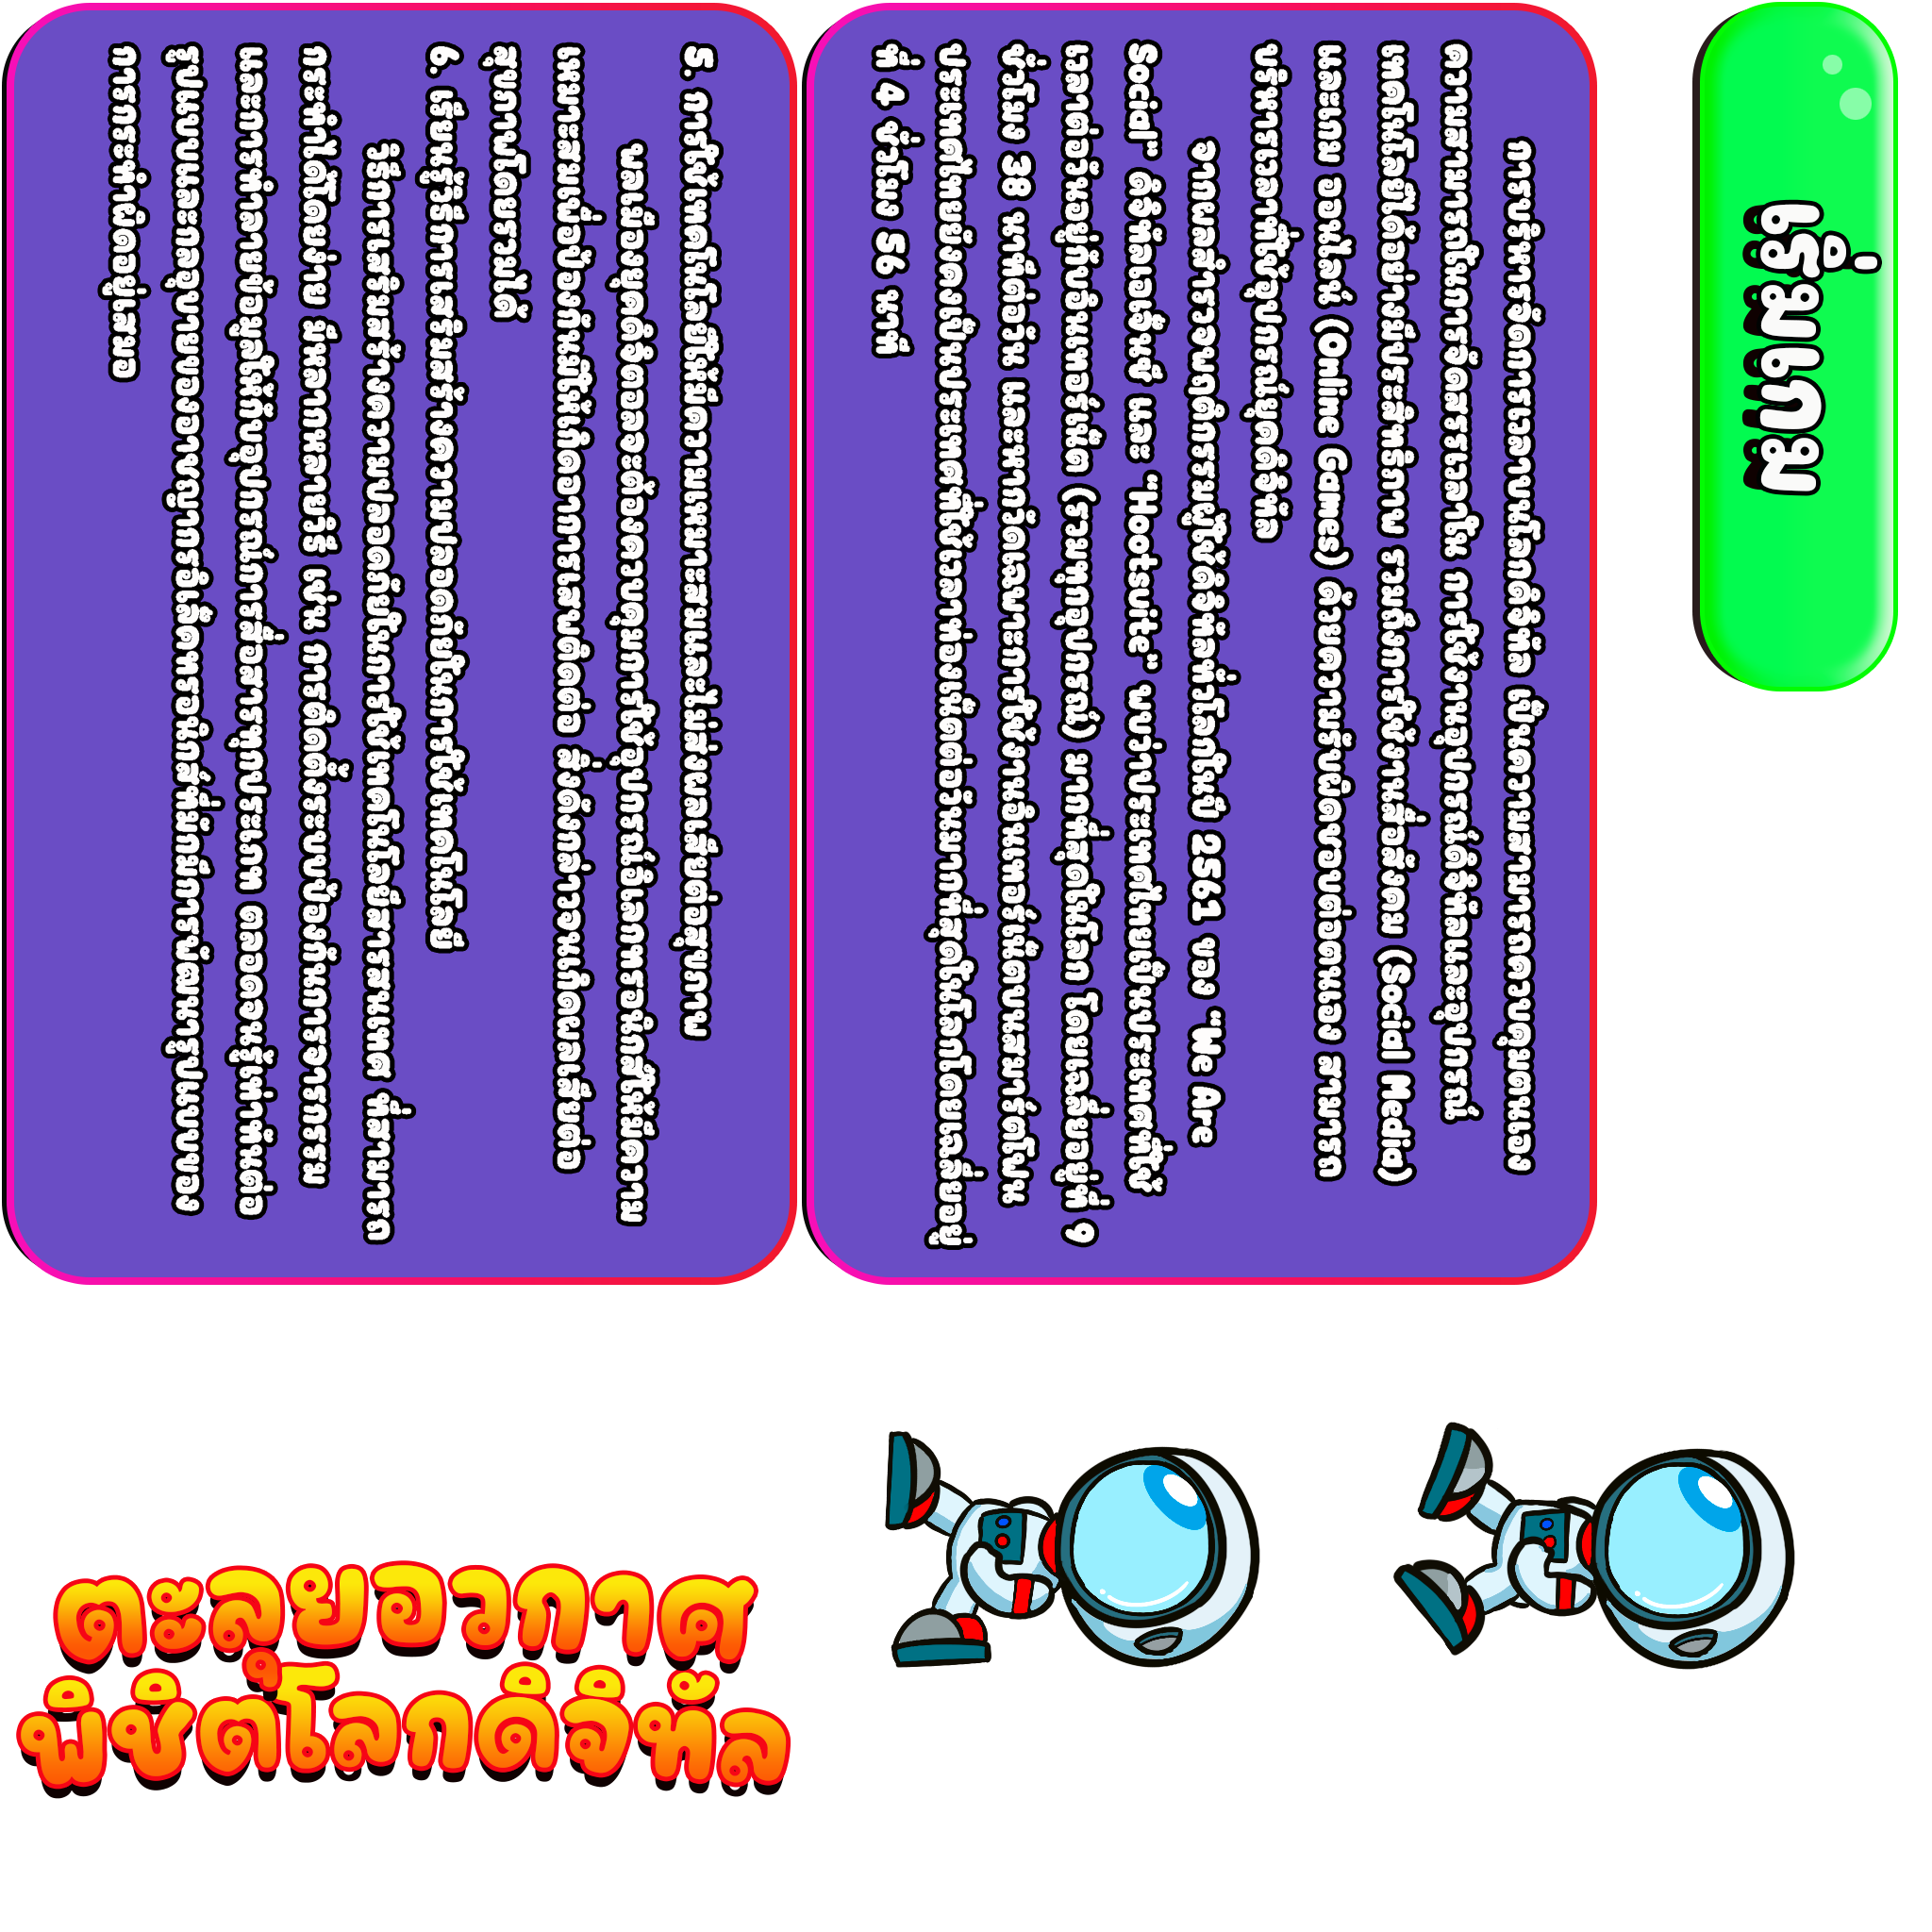 การบริหารจัดการเวลาบนโลกดิจิทัล เป็นความสามารถควบคุมตนเอง
ความสามารถในการจัดสรรเวลาใน การใช้งานอุปกรณ์ดิจิทัลและอุปกรณ์
เทคโนโลยีได้อย่างมีประสิทธิภาพ รวมถึงการใช้งานสื่อสังคม (Social Media)
และเกม ออนไลน์ (Online Games) ด้วยความรับผิดชอบต่อตนเอง สามารถ
บริหารเวลาที่ใช้อุปกรณ์ยุคดิจิทัล
จากผลสำรวจพฤติกรรมผู้ใช้ดิจิทัลทั่วโลกในปี 2561 ของ "We Are
Social" ดิจิทัลเอเยนซี่ และ "Hootsuite" พบว่าประเทศไทยเป็นประเทศที่ใช้
เวลาต่อวันอยู่กับอินเทอร์เน็ต (รวมทุกอุปกรณ์) มากที่สุดในโลก โดยเฉลี่ยอยู่ที่ 9
ชั่วโมง 38 นาทีต่อวัน และหากวัดเฉพาะการใช้งานอินเทอร์เน็ตบนสมาร์ตโฟน
ประเทศไทยยังคงเป็นประเทศที่ใช้เวลาทางเน็ตต่อวันมากที่สุดในโลกโดยเฉลี่ยอยู่
ที่ 4 ชั่วโมง 56 นาที
5. การใช้เทคโนโลยีให้มีความเหมาะสมและไม่ส่งผลเสียต่อสุขภาพ
พลเมืองยุคดิจิทัลจะต้องควบคุมการใช้อุปกรณ์อิเล็กทรอนิกส์ให้มีความ
เหมาะสมเพื่อป้องกันมิให้เกิดอาการเสพติดต่อ สิ่งดังกล่าวจนเกิดผลเสียต่อ
สุขภาพโดยรวมได้
6. เรียนรู้วิธีการเสริมสร้างความปลอดภัยในการใช้เทคโนโลยี
วิธีการเสริมสร้างความปลอดภัยในการใช้เทคโนโลยีสารสนเทศ ที่สามารถ
กระทำได้โดยง่าย มีหลากหลายวิธี เช่น การติดตั้งระบบป้องกันการจารกรรม
และการทำลายข้อมูลให้กับอุปกรณ์การสื่อสารทุกประเภท ตลอดจนรู้เท่าทันต่อ
รูปแบบและกลอุบายของอาชญากรอิเล็กทรอนิกส์ที่มักมีการพัฒนารูปแบบของ
การกระทำผิดอยู่เสมอ
ตะลุยอวกาศ
พิชิตโลกดิจิทัล